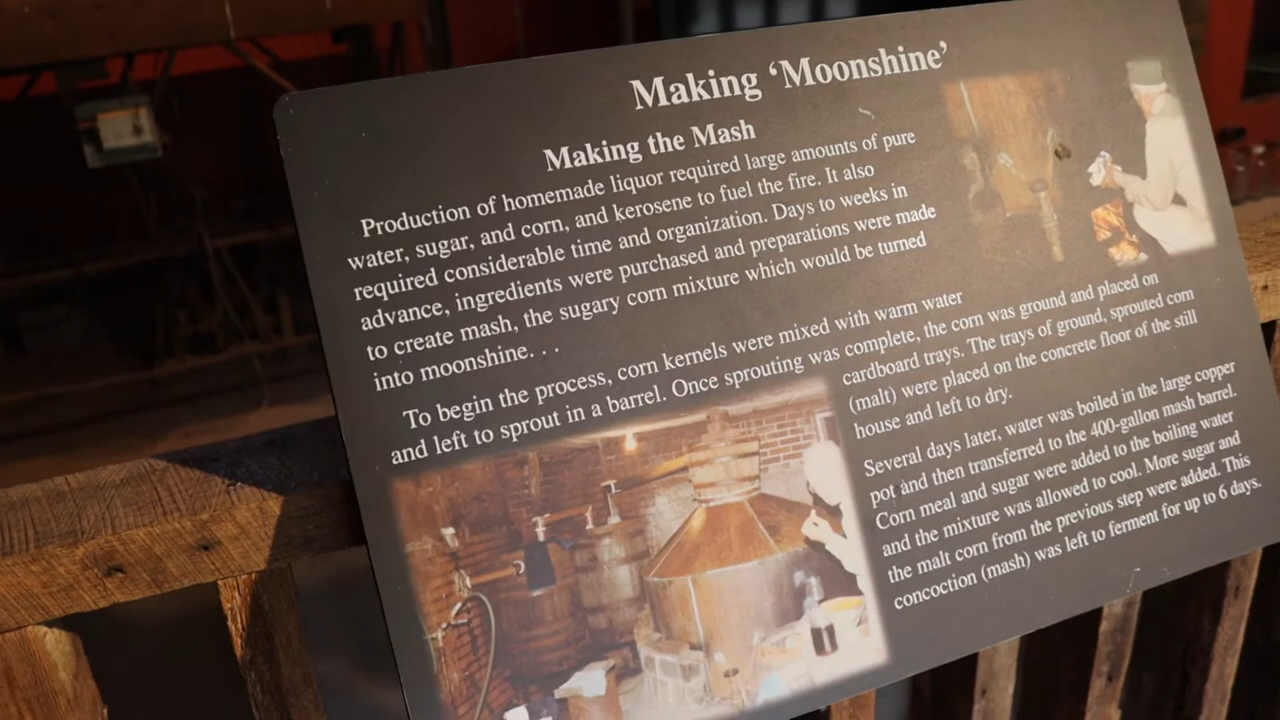 Making ‘Moonshine’
Making the Mash
Production of homemade liquor required large amounts of pure
water, sugar, and corn, and kerosene to fuel the fire. It also
required considerable time and organization. Days to weeks in
advance, ingredients were purchased and preparations were made
to create mash, the sugary corn mixture which would be turned
into moonshine. . .
To begin the process, corn kernels were mixed with warm water
and left to sprout in a barrel. Once sprouting was complete, the corn was ground and placed on
cardboard trays. The trays of ground, sprouted corn
(malt) were placed on the concrete floor of the still
house and left to dry.
Several days later, water was boiled in the large copper
pot and then transferred to the 400-gallon mash barrel.
Corn meal and sugar were added to the boiling water
and the mixture was allowed to cool. More sugar and
the malt corn from the previous step were added. This
concoction (mash) was left to ferment for up to 6 days.